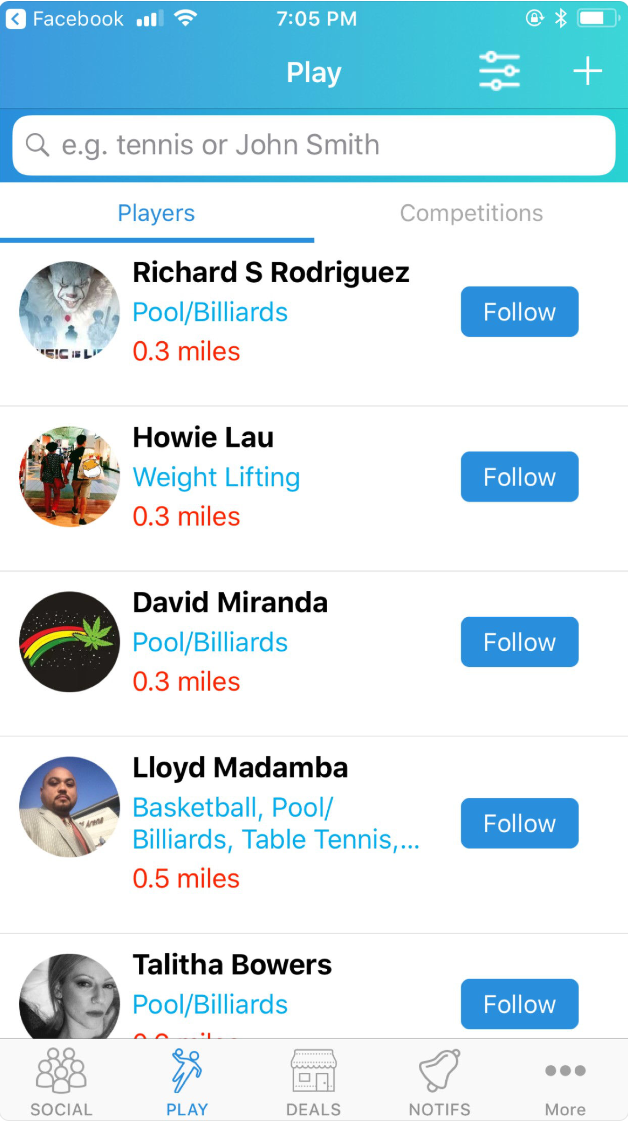 Facebook 7:05 PM
Play
e.g. tennis or John Smith
Players Competitions
Richard S Rodriguez
Pool/Billiards
Follow
0.3 miles
Howie Lau
Weight Lifting
Follow
0.3 miles
David Miranda
Pool/Billiards
Follow
0.3 miles
Lloyd Madamba
Basketball, Pool/
Billiards, Table Tennis,...
Follow
0.5 miles
Talitha Bowers
Pool/Billiards
Follow
SOCIAL PLAY DEALS NOTIFS More